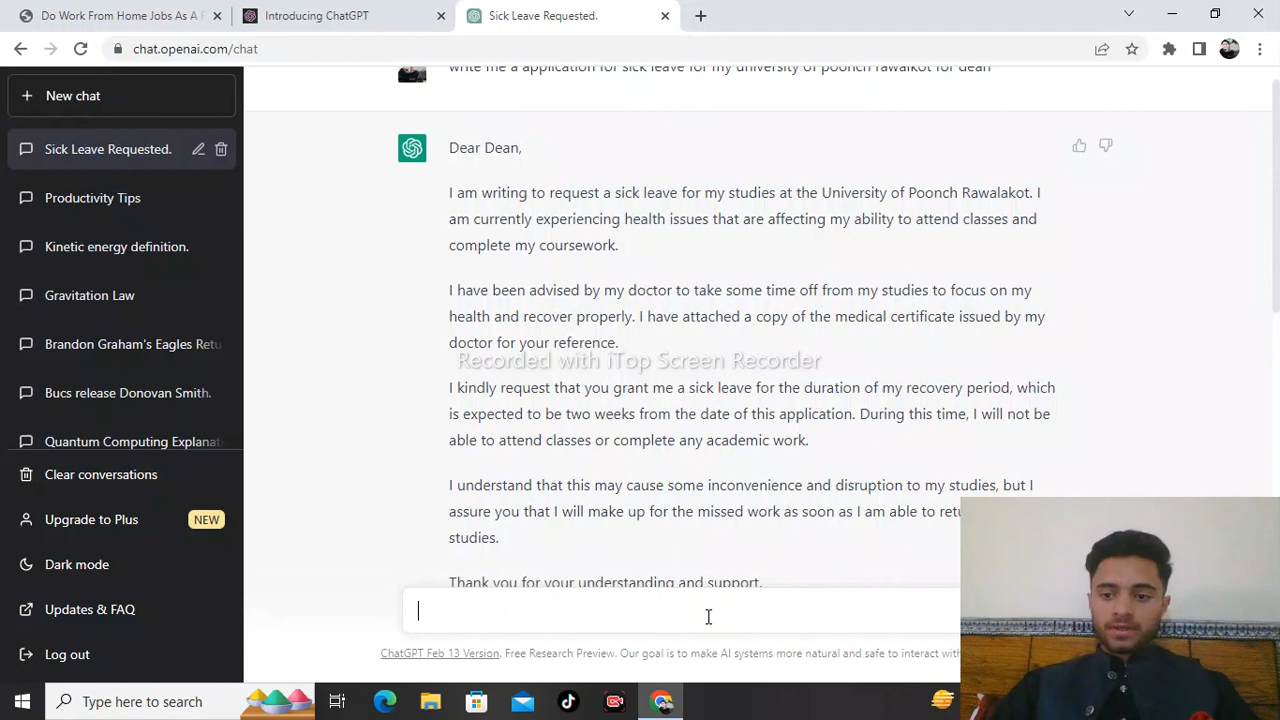 Do Work From Home Jobs As A F
Introducing ChatGPT
Sick Leave Requested.
chat.openai.com/chat
New chat
Sick Leave Requested.
Productivity Tips
Kinetic energy definition.
Gravitation Law
Brandon Graham's Eagles Retu
Bucs release Donovan Smith.
Quantum Computing Explanati
Clear conversations
Upgrade to Plus NEW
Dark mode
Updates & FAQ
Log out
write me a application for sick leave for my university of poonch rawalkot for dean
Dear Dean,
I am writing to request a sick leave for my studies at the University of Poonch Rawalakot. I
am currently experiencing health issues that are affecting my ability to attend classes and
complete my coursework.
I have been advised by my doctor to take some time off from my studies to focus on my
health and recover properly. I have attached a copy of the medical certificate issued by my
doctor for your reference.
Recorded with iTop Screen Recorder
I kindly request that you grant me a sick leave for the duration of my recovery period, which
is expected to be two weeks from the date of this application. During this time, I will not be
able to attend classes or complete any academic work.
I understand that this may cause some inconvenience and disruption to my studies, but I
assure you that I will make up for the missed work as soon as I am able to retu
studies.
Thank you for your understanding and support.
ChatGPT Feb 13 Version. Free Research Preview. Our goal is to make AI systems more natural and safe to interact with
Type here to search